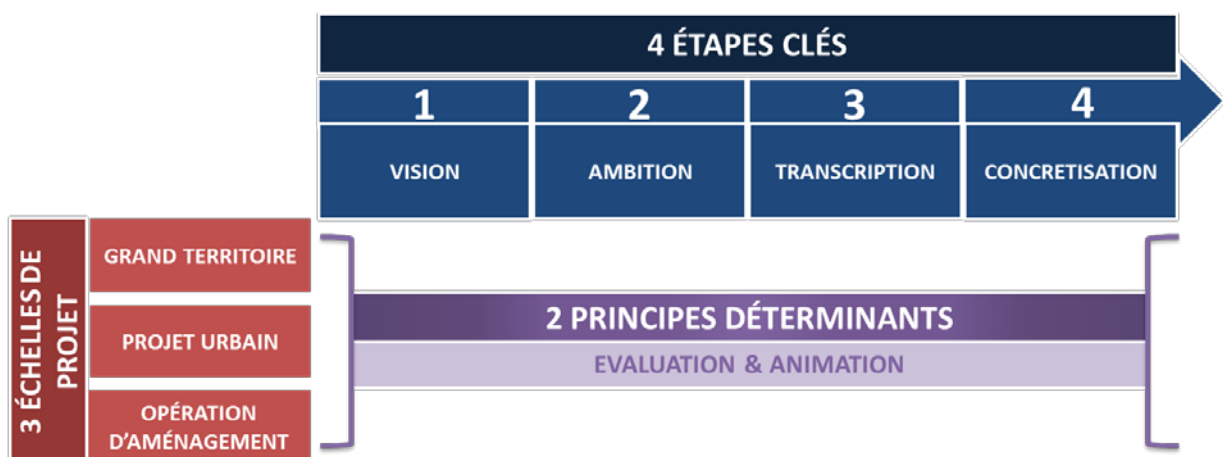 4 ÉTAPES CLÉS
1
2
3
4
VISION
AMBITION
TRANSCRIPTION
CONCRETISATION
3 ÉCHELLES DE
PROJET
GRAND TERRITOIRE
PROJET URBAIN
OPÉRATION
D'AMÉNAGEMENT
2 PRINCIPES DÉTERMINANTS
EVALUATION & ANIMATION